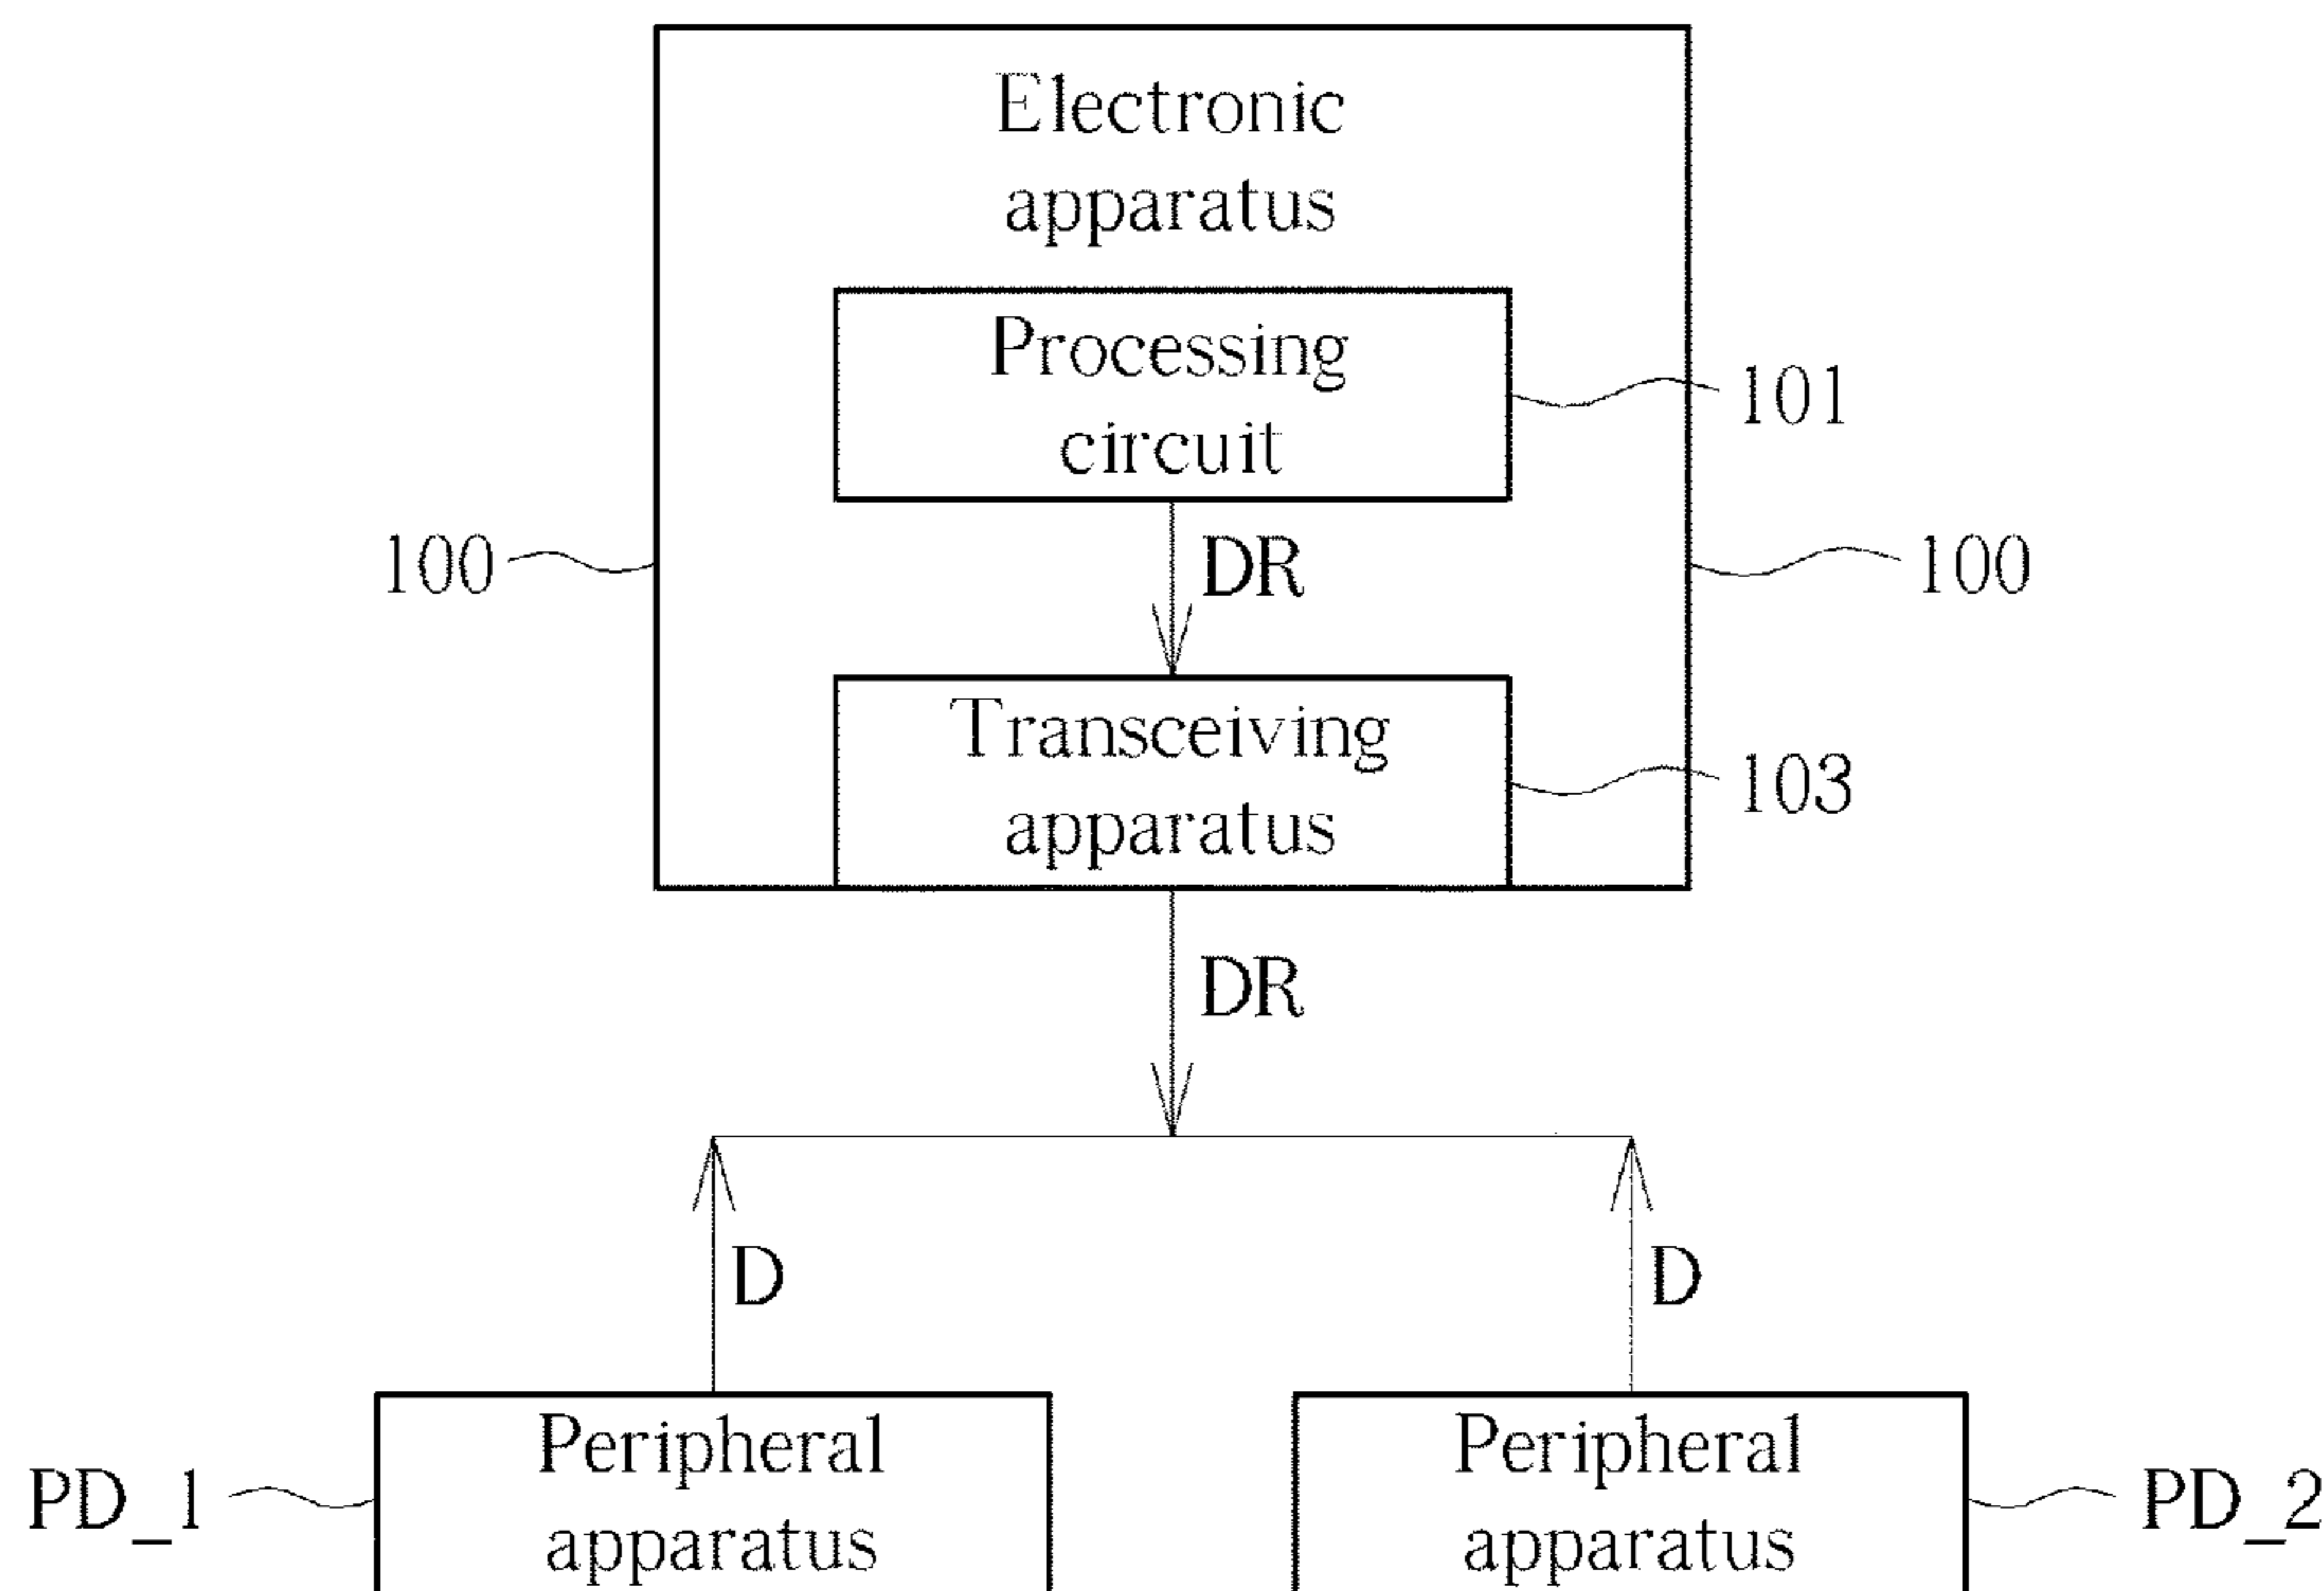 Electronic
apparatus
Processing
circuit
101
100
DR
100
Transceiving
apparatus
103
DR
D
D
PD_1
Peripheral
apparatus
Peripheral
apparatus
PD_2